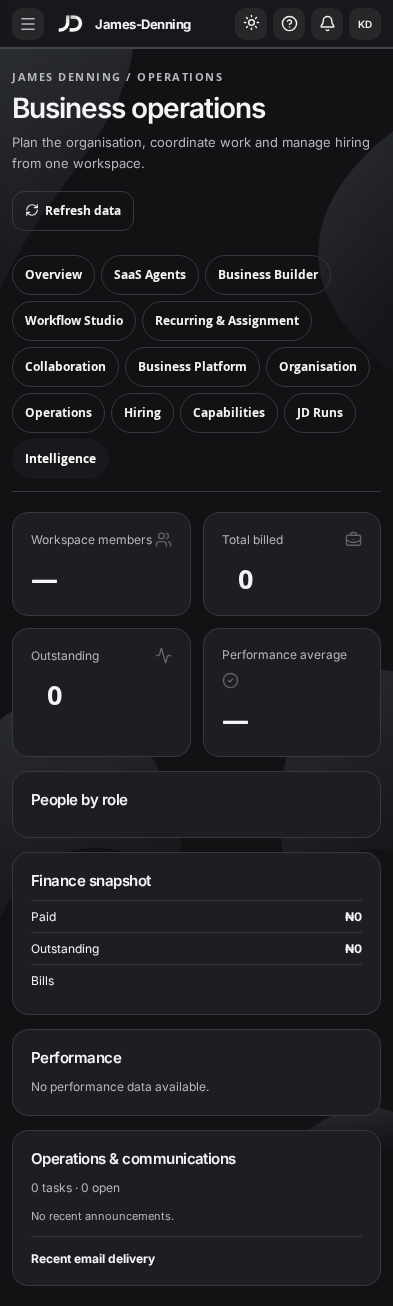 James-Denning
KD
JAMES DENNING / OPERATIONS
Business operations
Plan the organisation, coordinate work and manage hiring
from one workspace.
Refresh data
Overview
SaaS Agents
Business Builder
Workflow Studio
Recurring & Assignment
Collaboration
Business Platform
Organisation
Operations
Hiring
Capabilities
JD Runs
Intelligence
Workspace members
—
Total billed
0
Outstanding
0
Performance average
—
People by role
Finance snapshot
Paid ₦0
Outstanding ₦0
Bills
Performance
No performance data available.
Operations & communications
0 tasks · 0 open
No recent announcements.
Recent email delivery